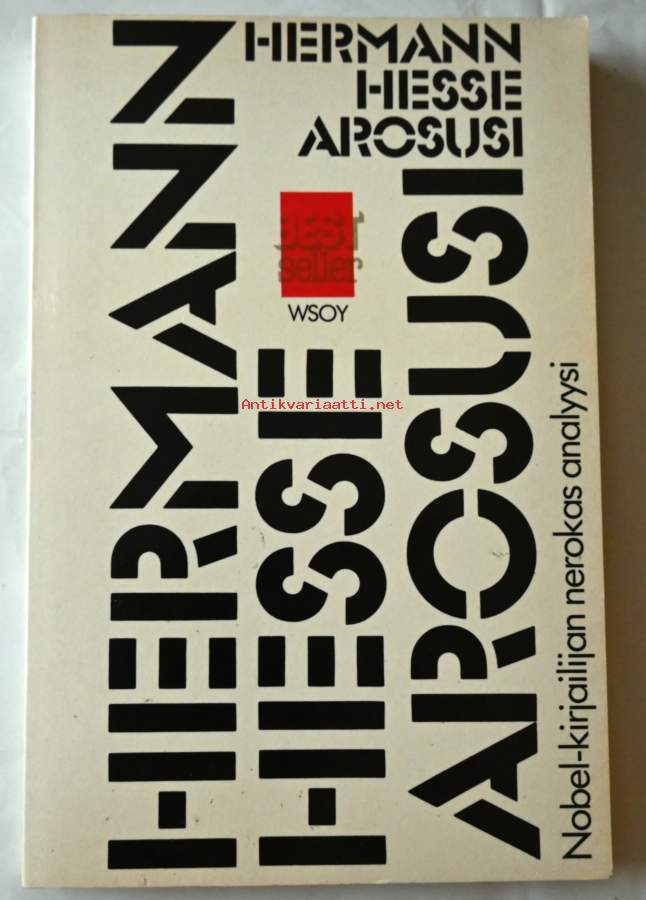 HERMANN
HESSE
AROSUSI
BEST
seller
WSOY
HERMANN
HESSE
AROSUSI
Nobel-kirjailijan nerokas analyysi
Antikvariaatti.net